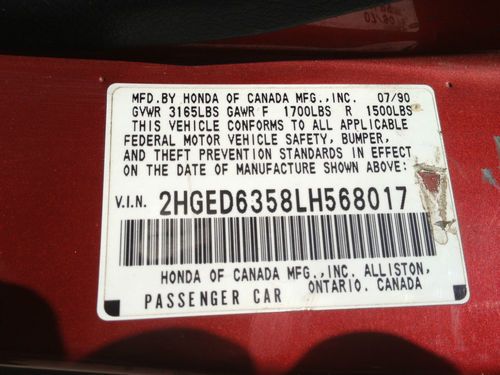 MFD. BY HONDA OF CANADA MFG., INC. 07/90
GVWR 3165LBS GAWR F 1700LBS R 1500LBS
THIS VEHICLE CONFORMS TO ALL APPLICABLE
FEDERAL MOTOR VEHICLE SAFETY, BUMPER,
AND THEFT PREVENTION STANDARDS IN EFFECT
ON THE DATE OF MANUFACTURE SHOWN ABOVE:
V.I.N. 2HGED6358LH568017
HONDA OF CANADA MFG., INC. ALLISTON,
ONTARIO. CANADA
PASSENGER CAR